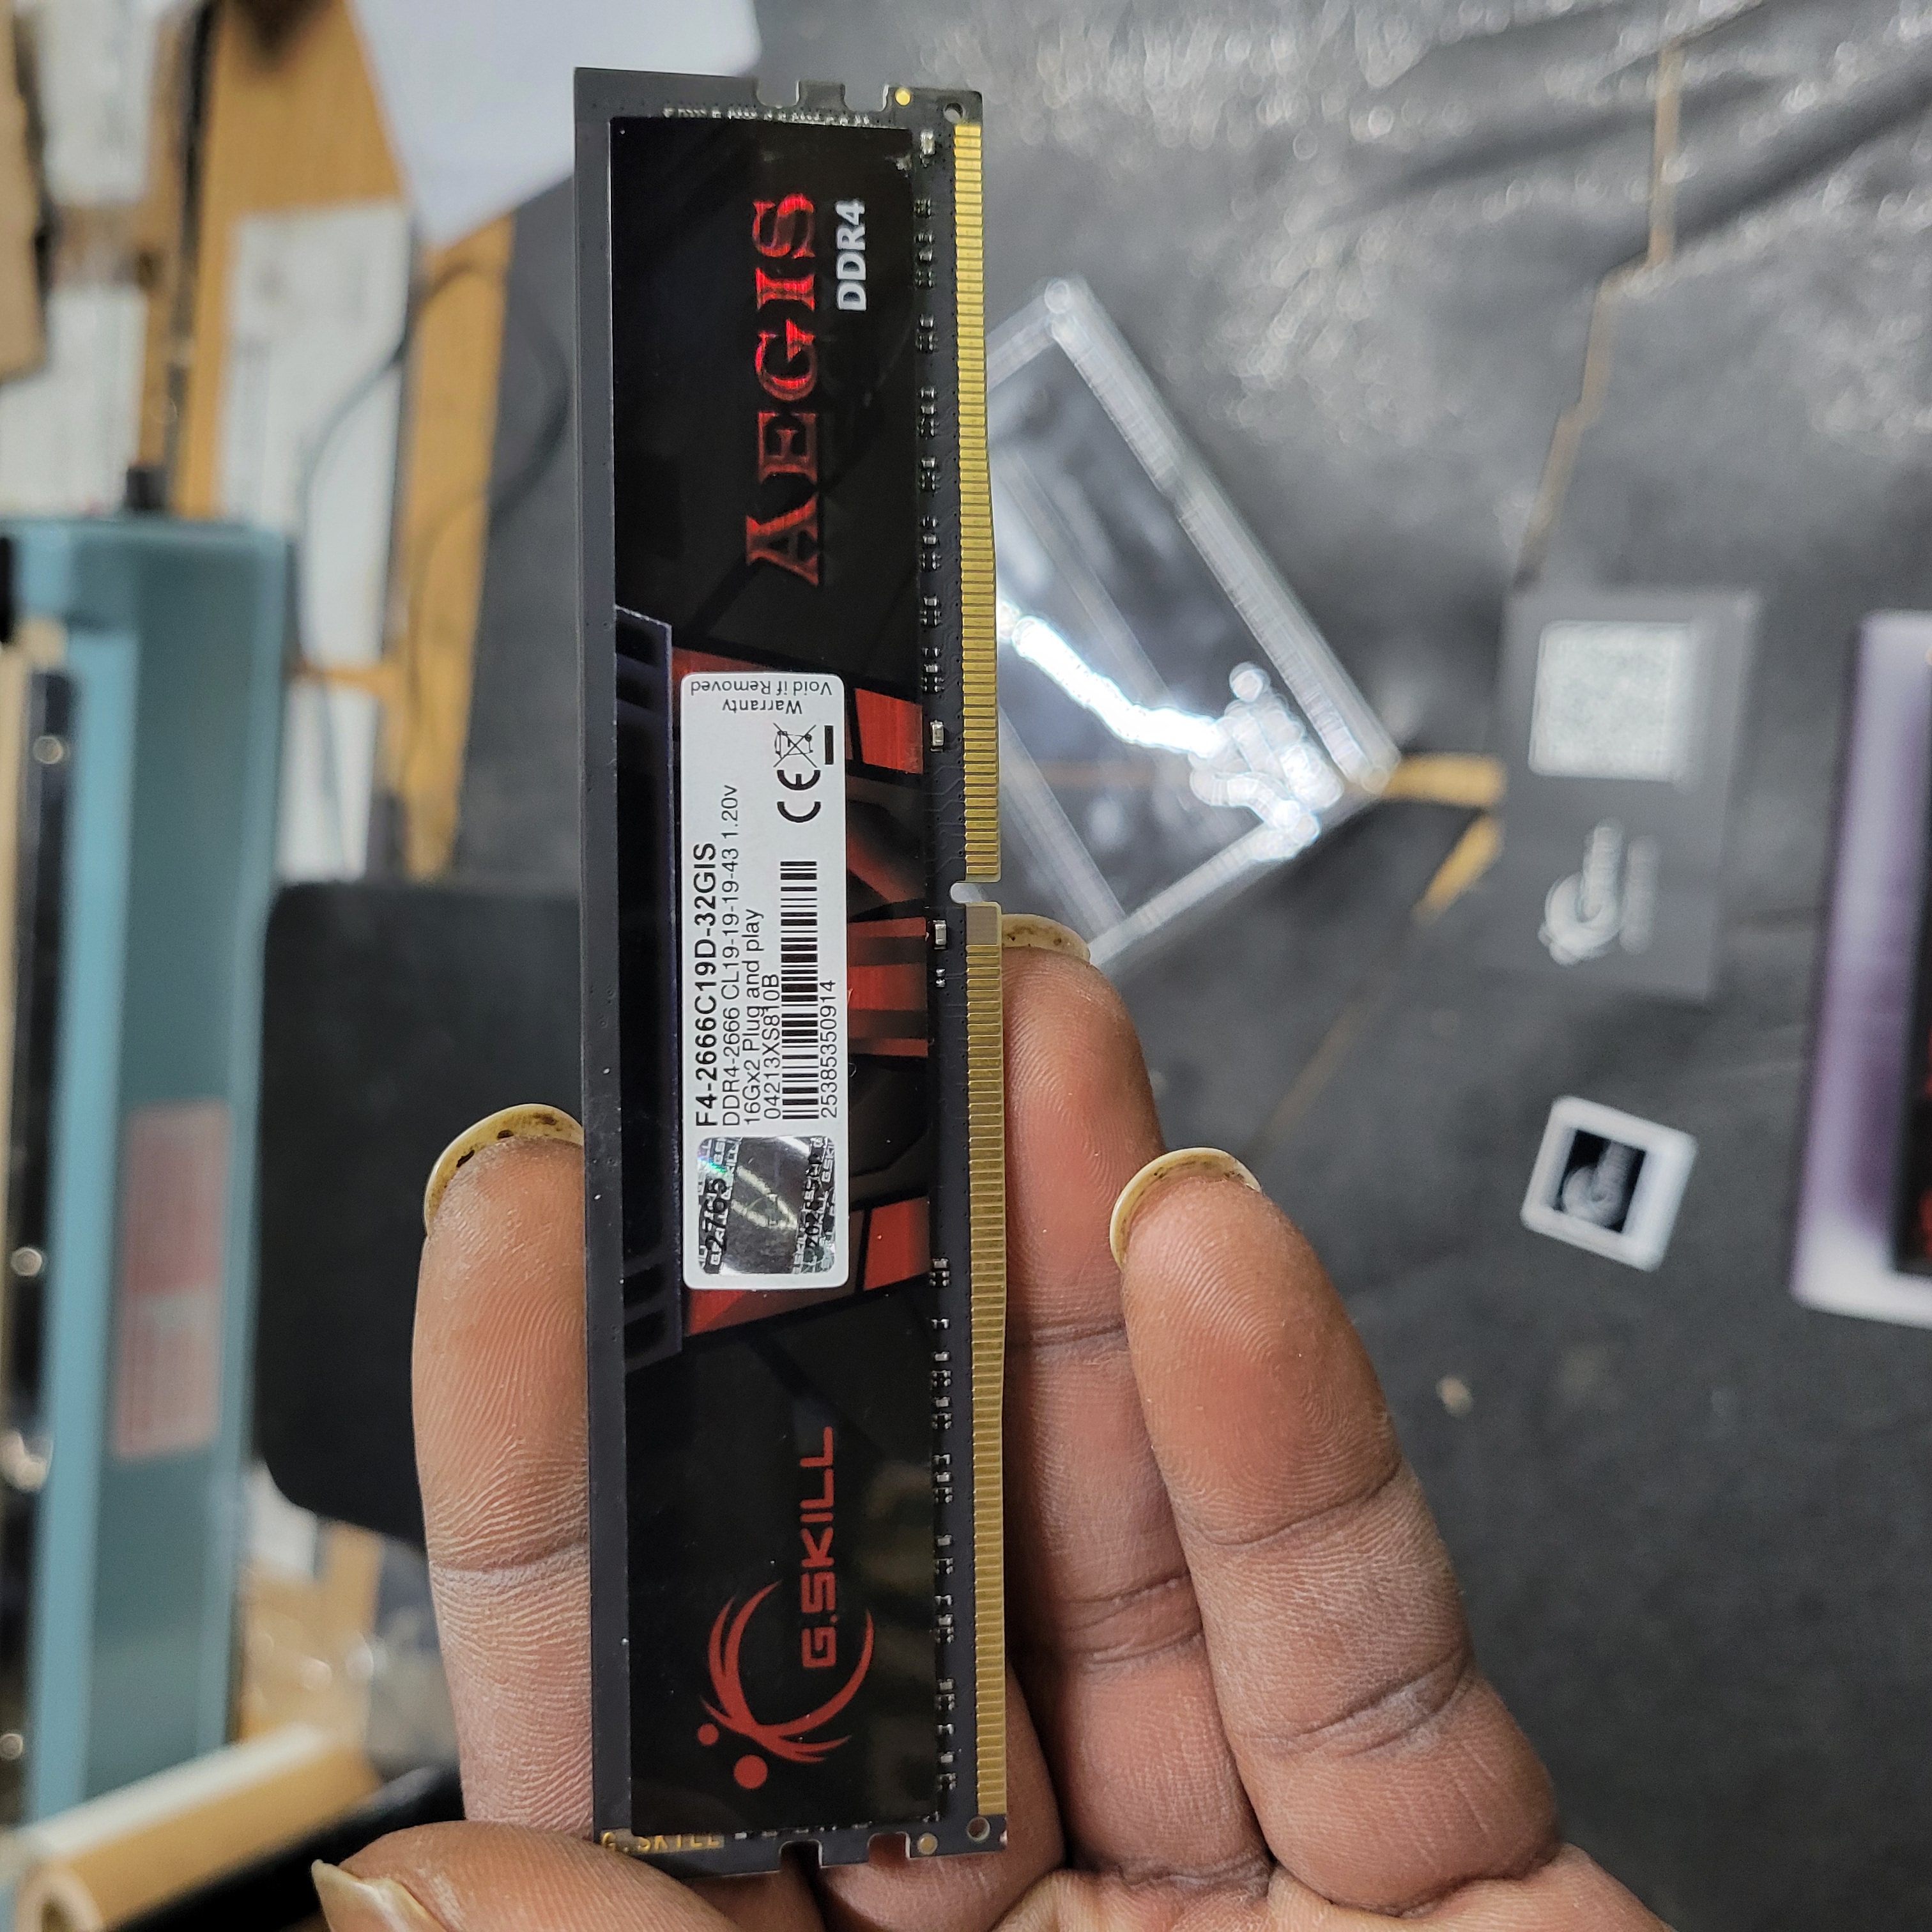 AEGIS
DDR4
F4-2666C19D-32GIS
DDR4-2666 CL19-19-19-43 1.20v
16Gx2 Plug and play
04213XS810B
25385350914
CE
Warranty
Void if Removed
G.SKILL
G.SKILL